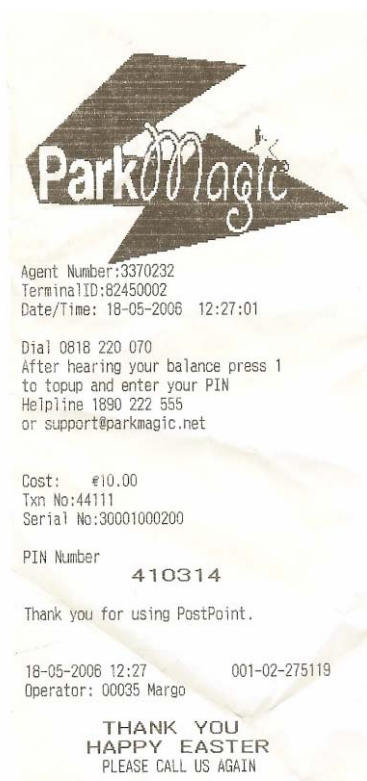 ParkMagic
Agent Number:3370232
TerminalID:82450002
Date/Time: 18-05-2006 12:27:01
Dial 0818 220 070
After hearing your balance press 1
to topup and enter your PIN
Helpline 1890 222 555
or support@parkmagic.net
Cost: €10.00
Txn No:44111
Serial No:30001000200
PIN Number
410314
Thank you for using PostPoint.
18-05-2006 12:27 001-02-275119
Operator: 00035 Margo
THANK YOU
HAPPY EASTER
PLEASE CALL US AGAIN